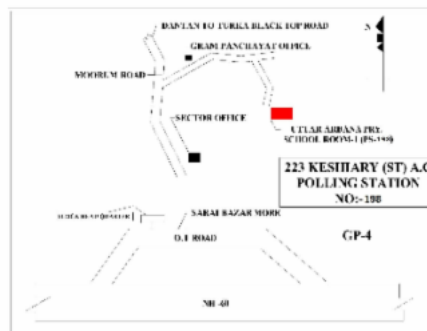 DANTAN TO TURKA BLACK TOP ROAD
N
GRAM PANCHAYAT OFFICE
MOORUM ROAD
SECTOR OFFICE
UTTAR ARDANA PRY.
SCHOOL ROOM-1 (PS-198)
223 KESHIARY (ST) A.C
POLLING STATION
NO:-198
SARAI BAZAR MORE
GP-4
O.T ROAD
NH-60